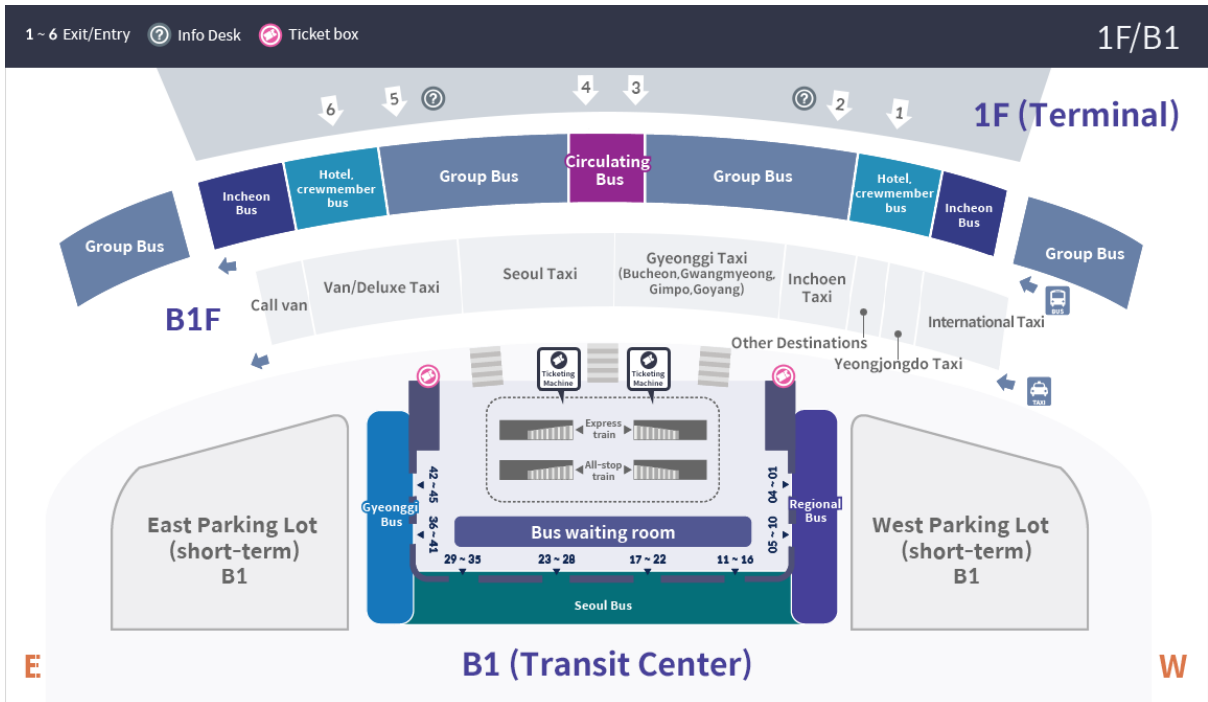 1 ~ 6 Exit/Entry
? Info Desk
Ticket box
1F/B1
6
5
?
4
3
?
2
1
1F (Terminal)
Group Bus
Incheon
Bus
Hotel,
crewmember
bus
Group Bus
Circulating
Bus
Group Bus
Hotel,
crewmember
bus
Incheon
Bus
Group Bus
BUS
B1F
Call van
Van/Deluxe Taxi
Seoul Taxi
Gyeonggi Taxi
(Bucheon,Gwangmyeong,
Gimpo,Goyang)
Inchoen
Taxi
Other Destinations
Yeongjongdo Taxi
International Taxi
TAXI
Ticketing
Machine
Ticketing
Machine
Express
train
All-stop
train
42 ~ 45
36 ~ 41
04 ~ 01
05 ~ 10
Gyeonggi
Bus
Regional
Bus
Bus waiting room
29 ~ 35
23 ~ 28
17 ~ 22
11 ~ 16
Seoul Bus
East Parking Lot
(short-term)
B1
West Parking Lot
(short-term)
B1
E
B1 (Transit Center)
W